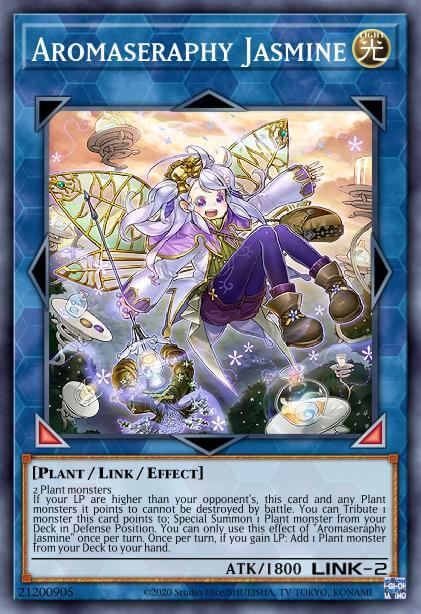 AROMASERAPHY JASMINE
LIGHT
光
[PLANT / LINK / EFFECT]
2 Plant monsters
If your LP are higher than your opponent's, this card and any Plant
monsters it points to cannot be destroyed by battle. You can Tribute 1
monster this card points to; Special Summon 1 Plant monster from your
Deck in Defense Position. You can only use this effect of "Aromaseraphy
Jasmine" once per turn. Once per turn, if you gain LP: Add 1 Plant monster
from your Deck to your hand.
ATK/1800 LINK-2
21200905
©2020 Studio Dice/SHUEISHA, TV TOKYO, KONAMI